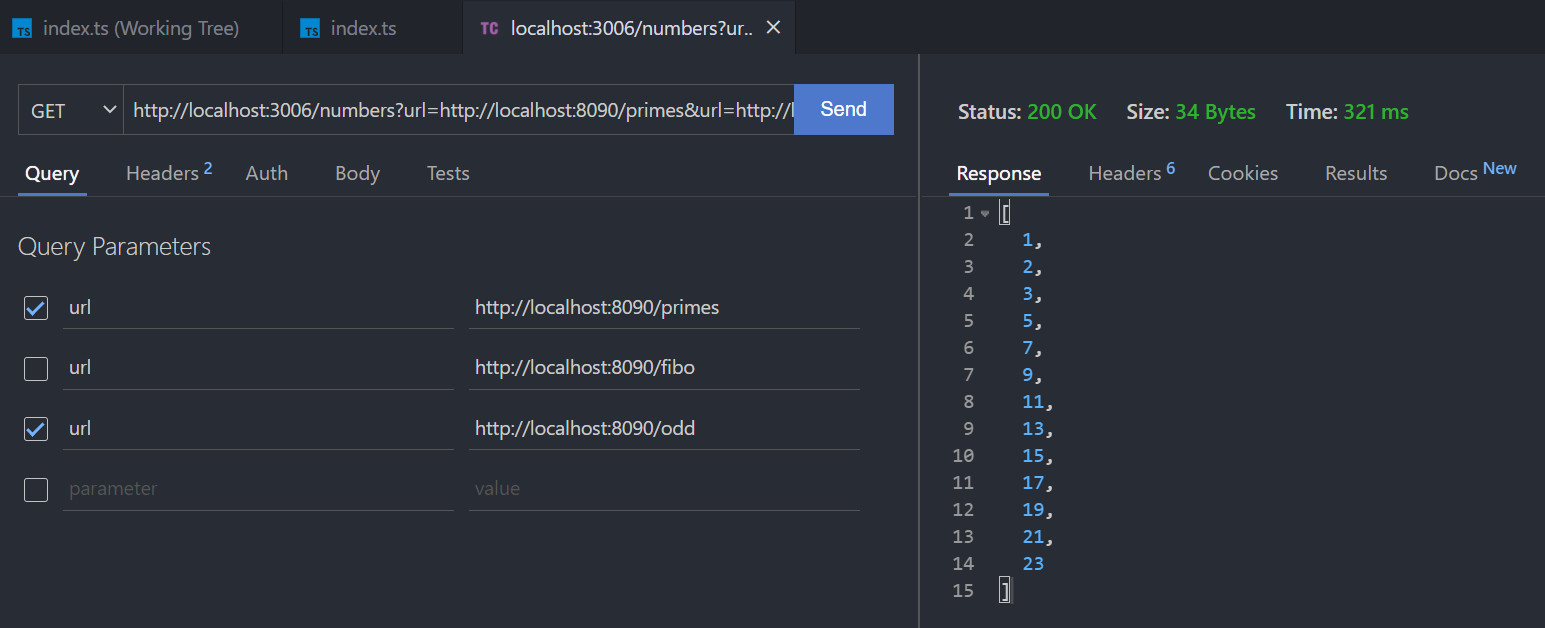 TS index.ts (Working Tree) TS index.ts TC localhost:3006/numbers?ur..
GET http://localhost:3006/numbers?url=http://localhost:8090/primes&url=http://l Send
Query Headers 2 Auth Body Tests
Query Parameters
url http://localhost:8090/primes
url http://localhost:8090/fibo
url http://localhost:8090/odd
parameter value
Status: 200 OK Size: 34 Bytes Time: 321 ms
Response Headers 6 Cookies Results Docs New
1 [
2 1,
3 2,
4 3,
5 5,
6 7,
7 9,
8 11,
9 13,
10 15,
11 17,
12 19,
13 21,
14 23
15 ]